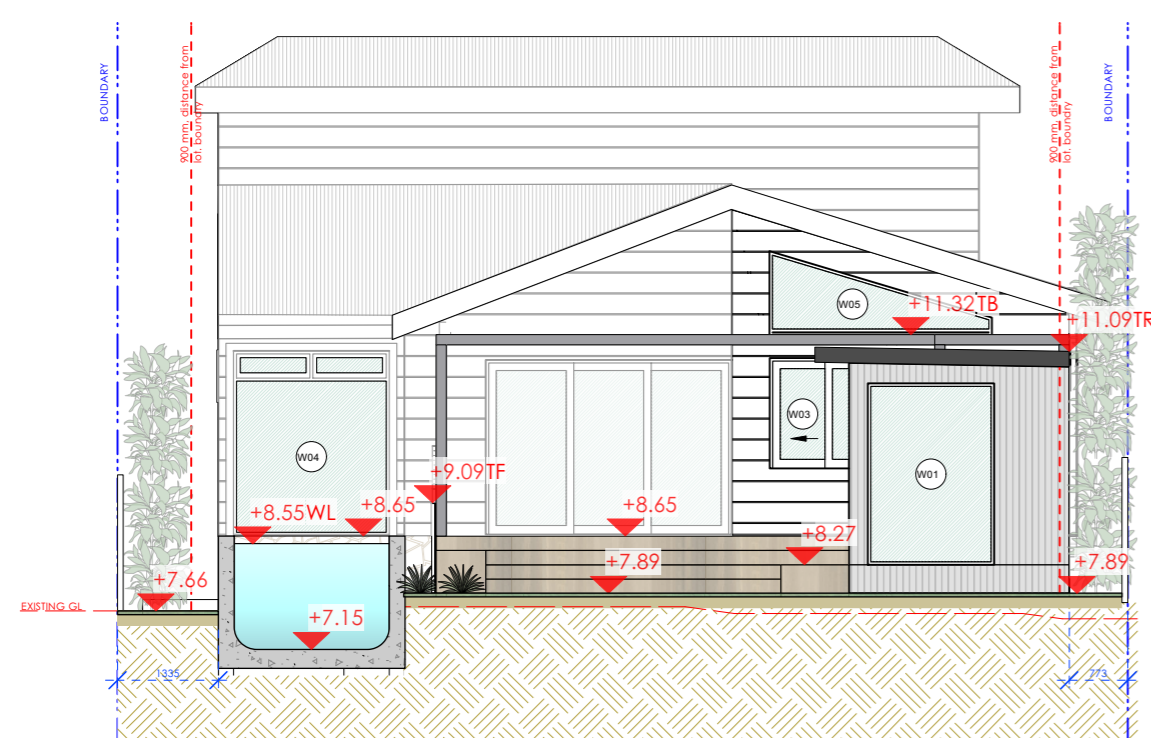 BOUNDARY
900 mm. distance from
lot. boundry
900 mm. distance from
lot. boundry
BOUNDARY
W05
+11.32TB
+11.09TR
W03
W04
+9.09TF
W01
+8.55WL
+8.65
+8.65
+8.27
+7.66
+7.89
+7.89
EXISTING GL
+7.15
1335
773